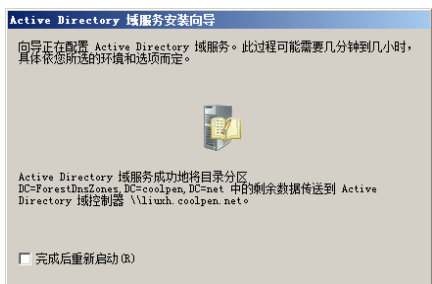 Active Directory 域服务安装向导
向导正在配置 Active Directory 域服务。此过程可能需要几分钟到几小时，
具体依您所选的环境和选项而定。
Active Directory 域服务成功地将目录分区
DC=ForestDnsZones,DC=coolpen,DC=net 中的剩余数据传送到 Active
Directory 域控制器 \\liuxh.coolpen.net。
完成后重新启动(R)